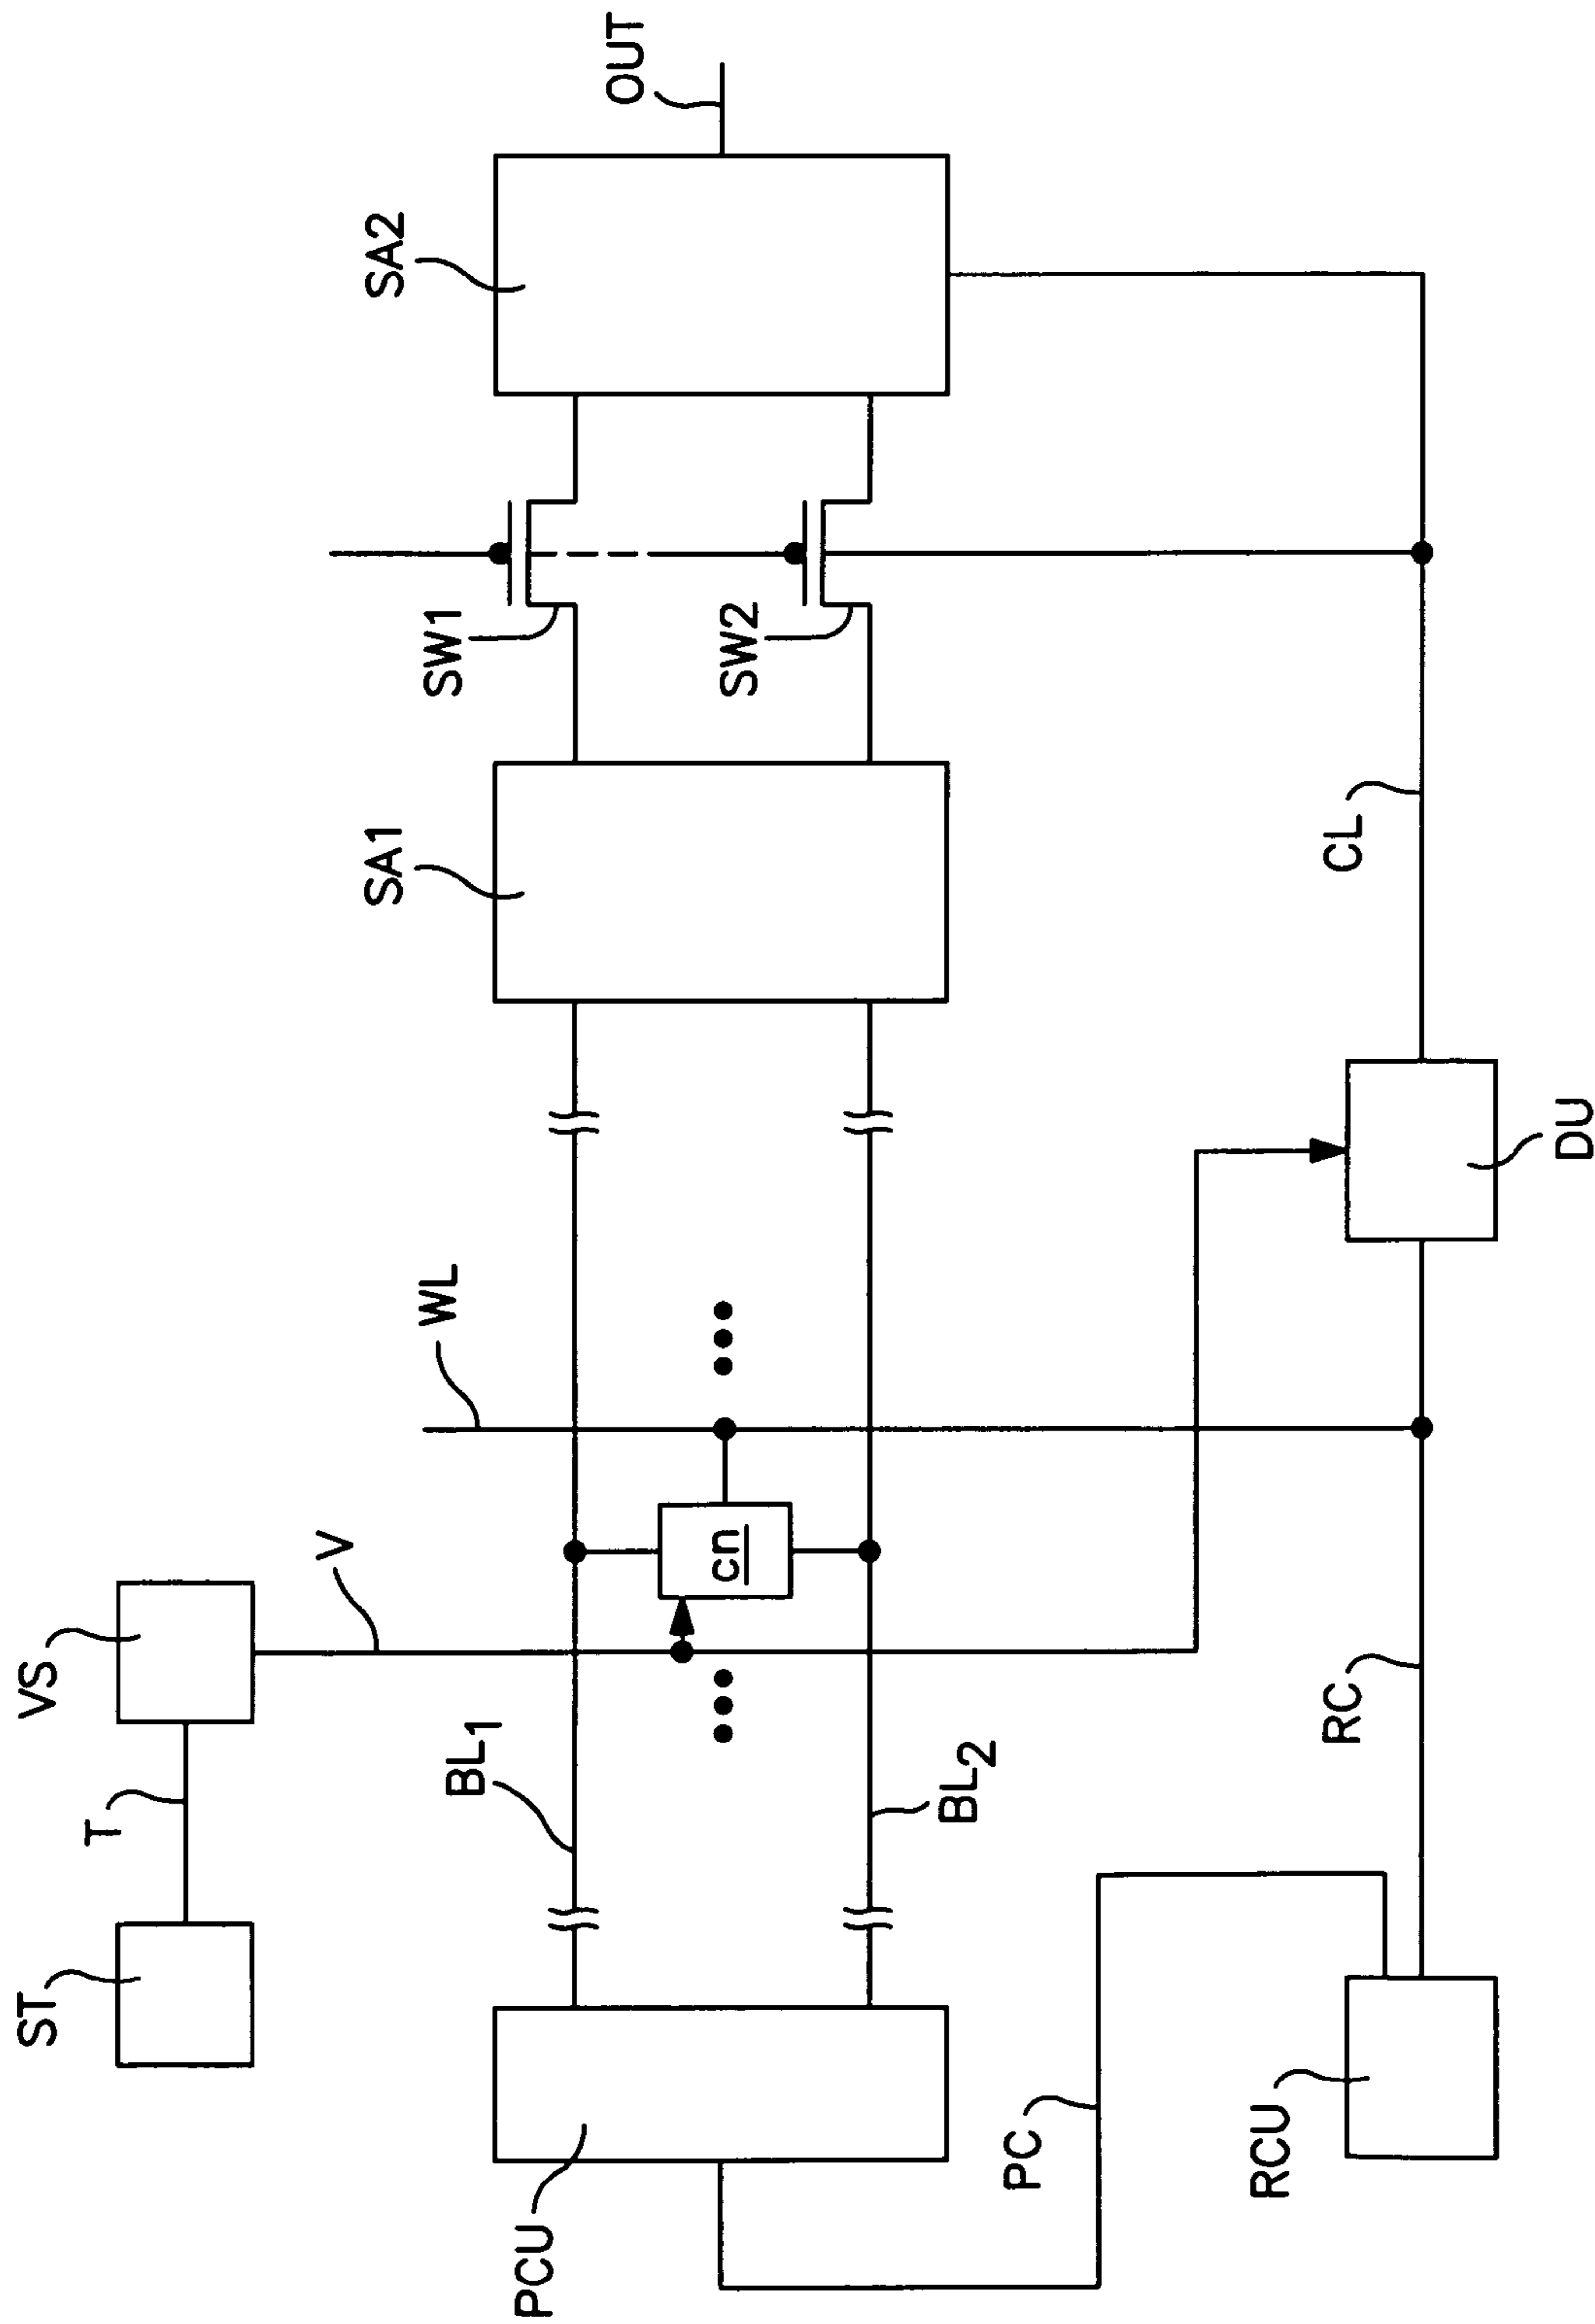 ST
T
VS
V
SA1
SA2
WL
SW1
BL1
PCU
OUT
SW2
cn
BL2
PC
RCU
RC
CL
DU